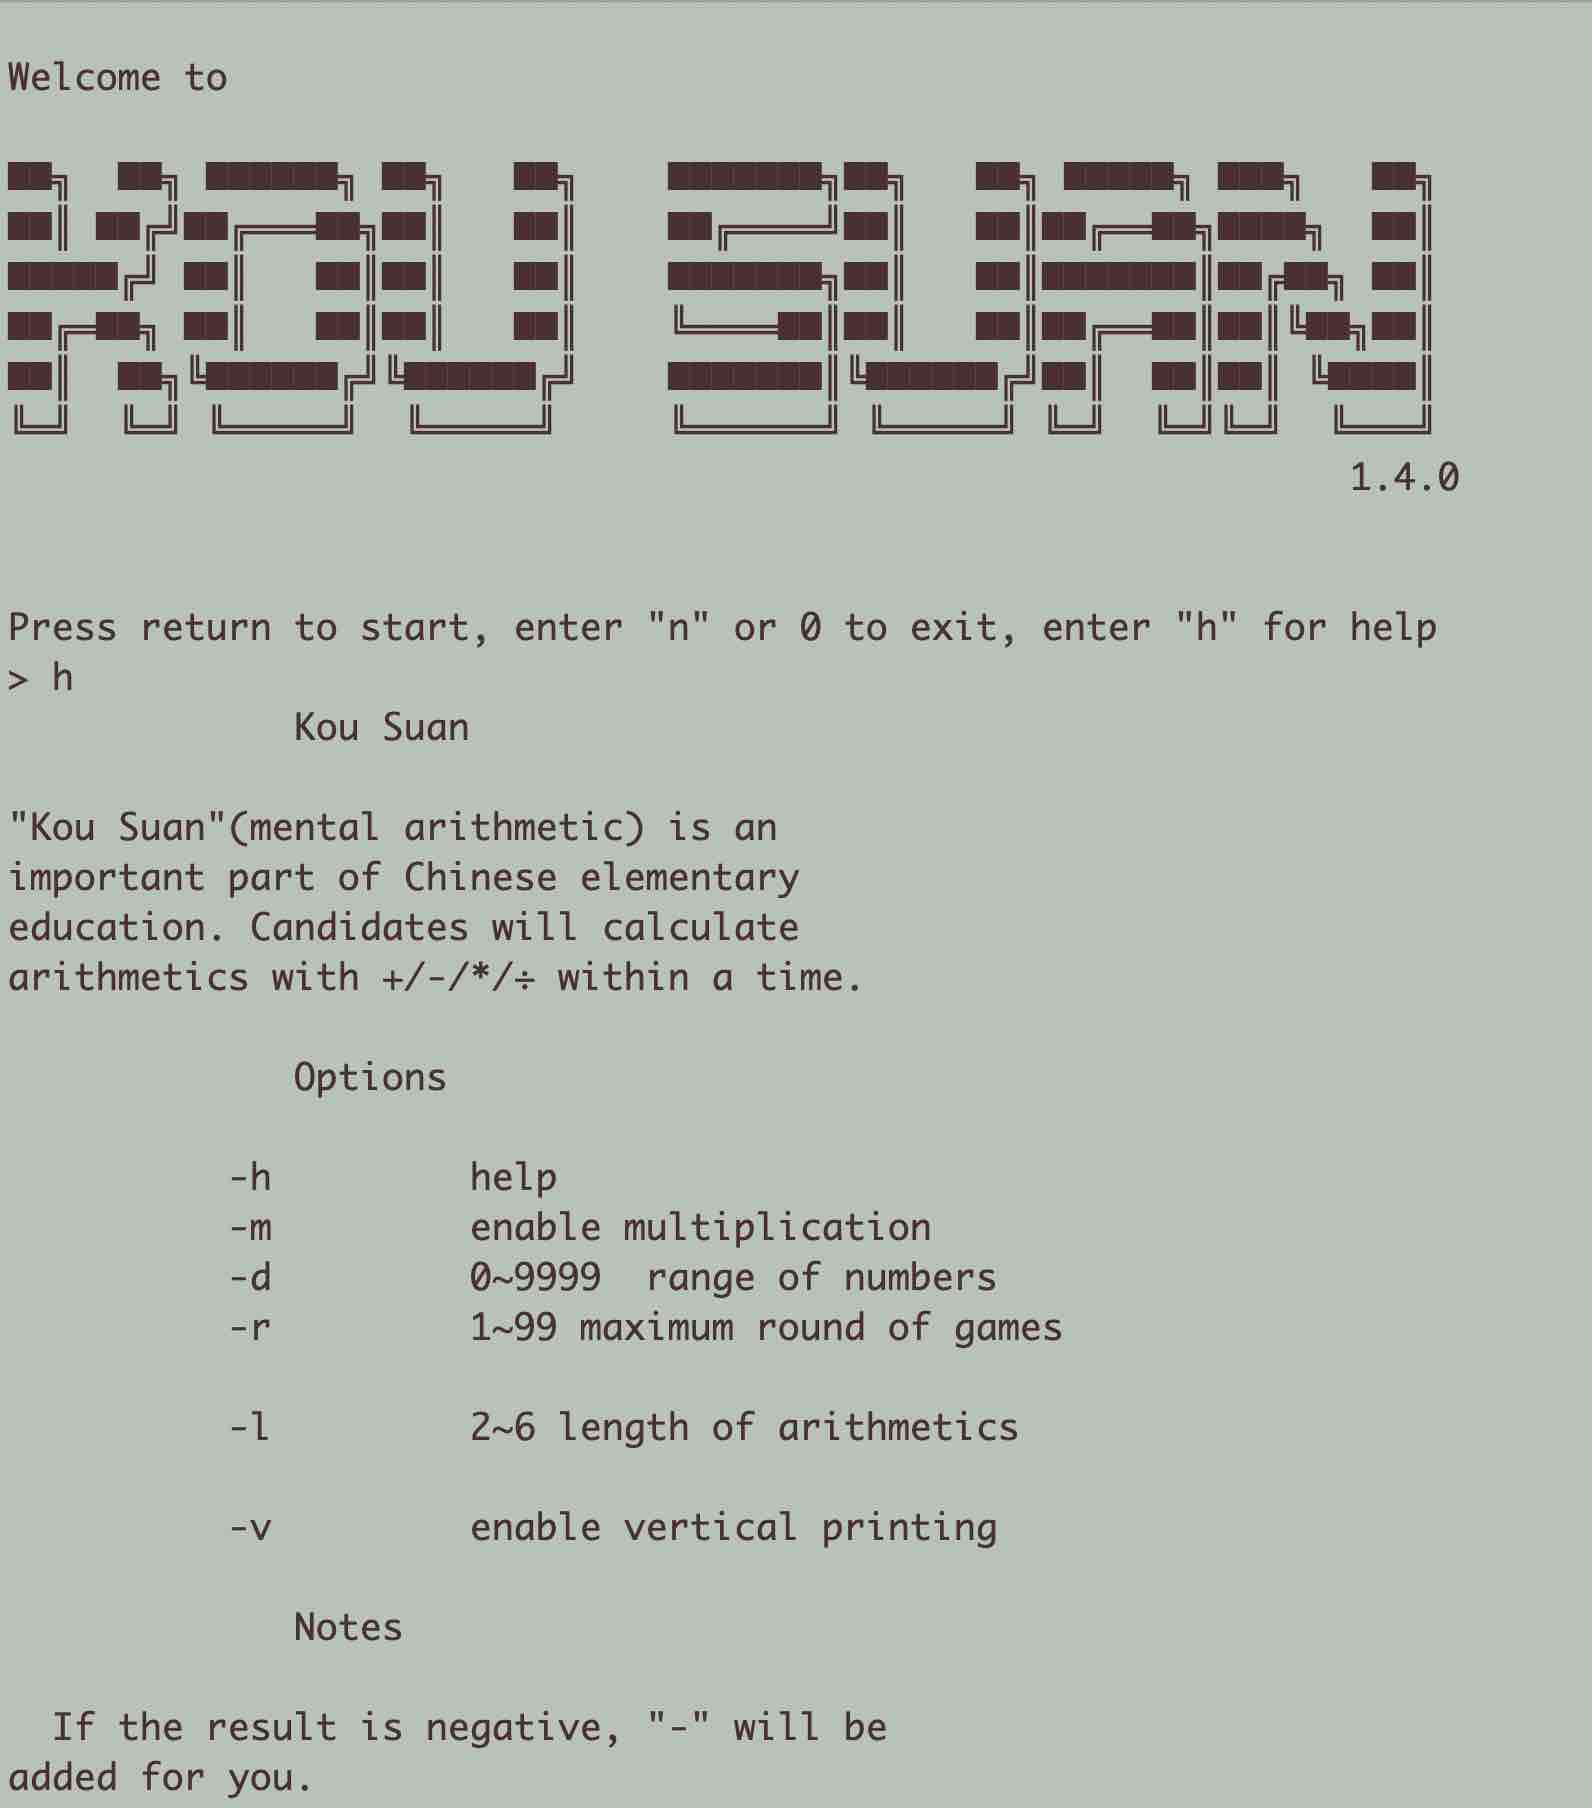 Welcome to
KOU SUAN
1.4.0
Press return to start, enter "n" or 0 to exit, enter "h" for help
> h
Kou Suan
"Kou Suan"(mental arithmetic) is an
important part of Chinese elementary
education. Candidates will calculate
arithmetics with +/-/*/÷ within a time.
Options
-h help
-m enable multiplication
-d 0~9999  range of numbers
-r 1~99 maximum round of games
-l 2~6 length of arithmetics
-v enable vertical printing
Notes
If the result is negative, "-" will be
added for you.